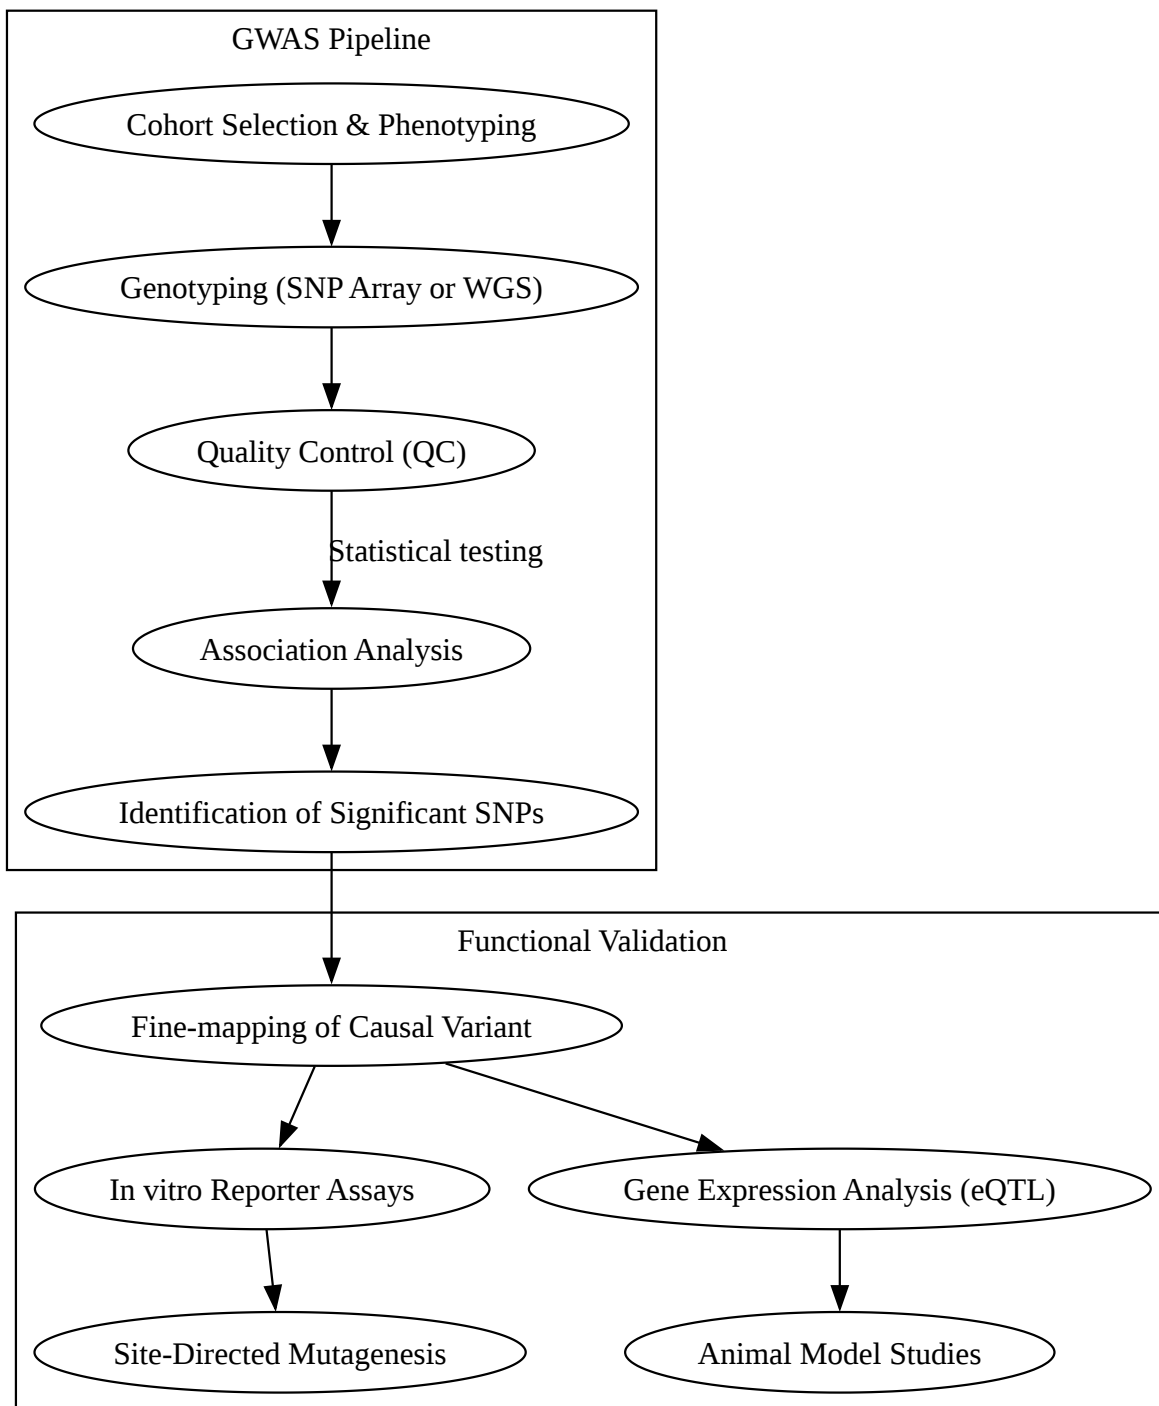 GWAS Pipeline
Cohort Selection & Phenotyping
Genotyping (SNP Array or WGS)
Quality Control (QC)
Statistical testing
Association Analysis
Identification of Significant SNPs
Functional Validation
Fine-mapping of Causal Variant
In vitro Reporter Assays
Gene Expression Analysis (eQTL)
Site-Directed Mutagenesis
Animal Model Studies